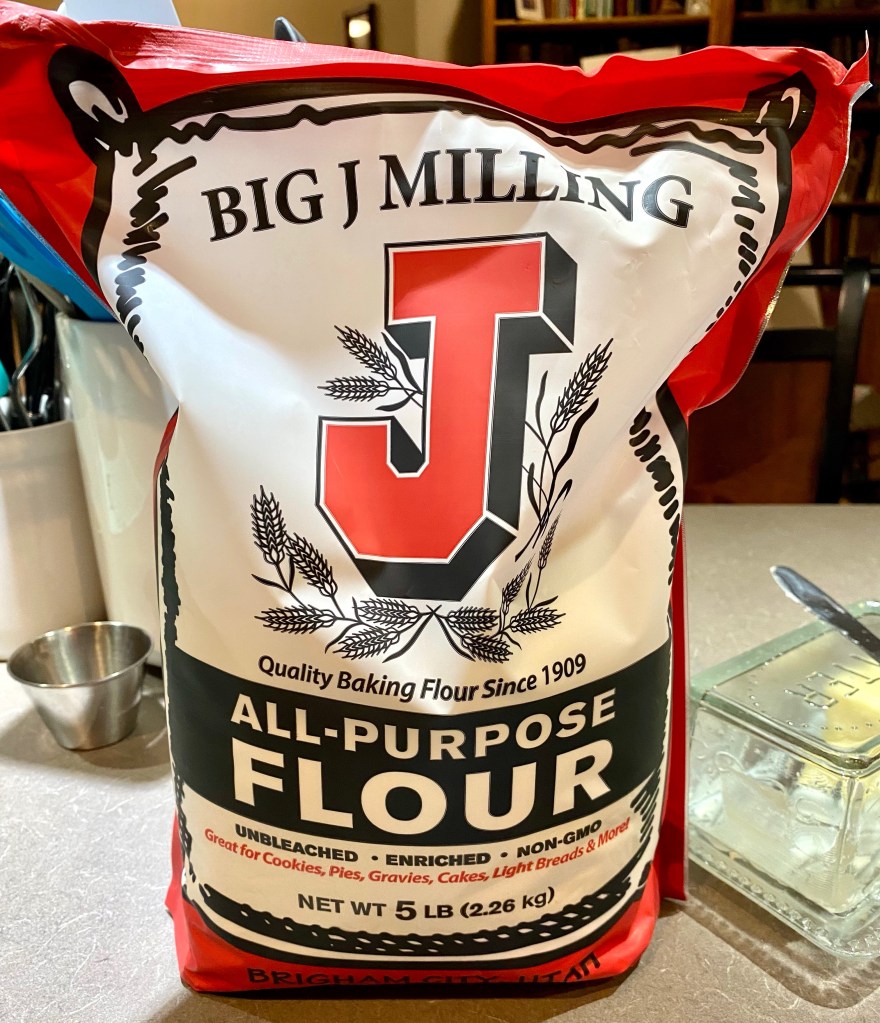 BIG J MILLING
J
Quality Baking Flour Since 1909
ALL-PURPOSE
FLOUR
UNBLEACHED • ENRICHED • NON-GMO
Great for Cookies, Pies, Gravies, Cakes, Light Breads & More!
NET WT 5 LB (2.26 kg)
BRIGHAM CITY, UTAH